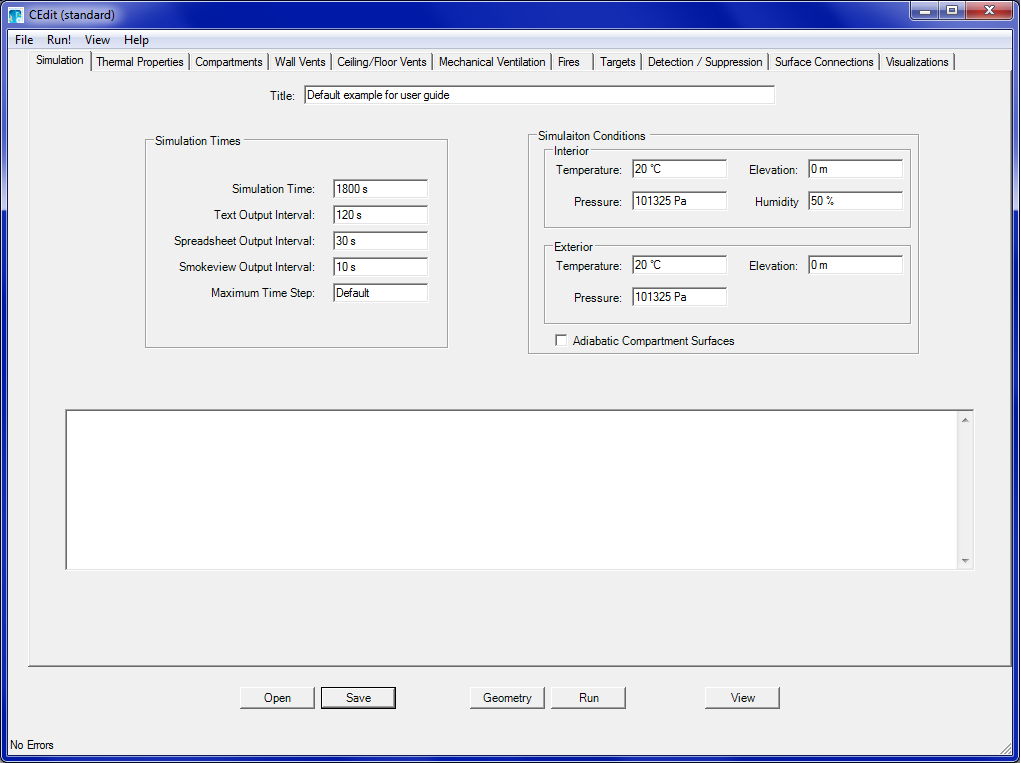 CEdit (standard)
File Run! View Help
Simulation Thermal Properties Compartments Wall Vents Ceiling/Floor Vents Mechanical Ventilation Fires Targets Detection / Suppression Surface Connections Visualizations
Title: Default example for user guide
Simulation Times
Simulation Time: 1800 s
Text Output Interval: 120 s
Spreadsheet Output Interval: 30 s
Smokeview Output Interval: 10 s
Maximum Time Step: Default
Simulaiton Conditions
Interior
Temperature: 20 °C Elevation: 0 m
Pressure: 101325 Pa Humidity 50 %
Exterior
Temperature: 20 °C Elevation: 0 m
Pressure: 101325 Pa
Adiabatic Compartment Surfaces
Open Save Geometry Run View
No Errors